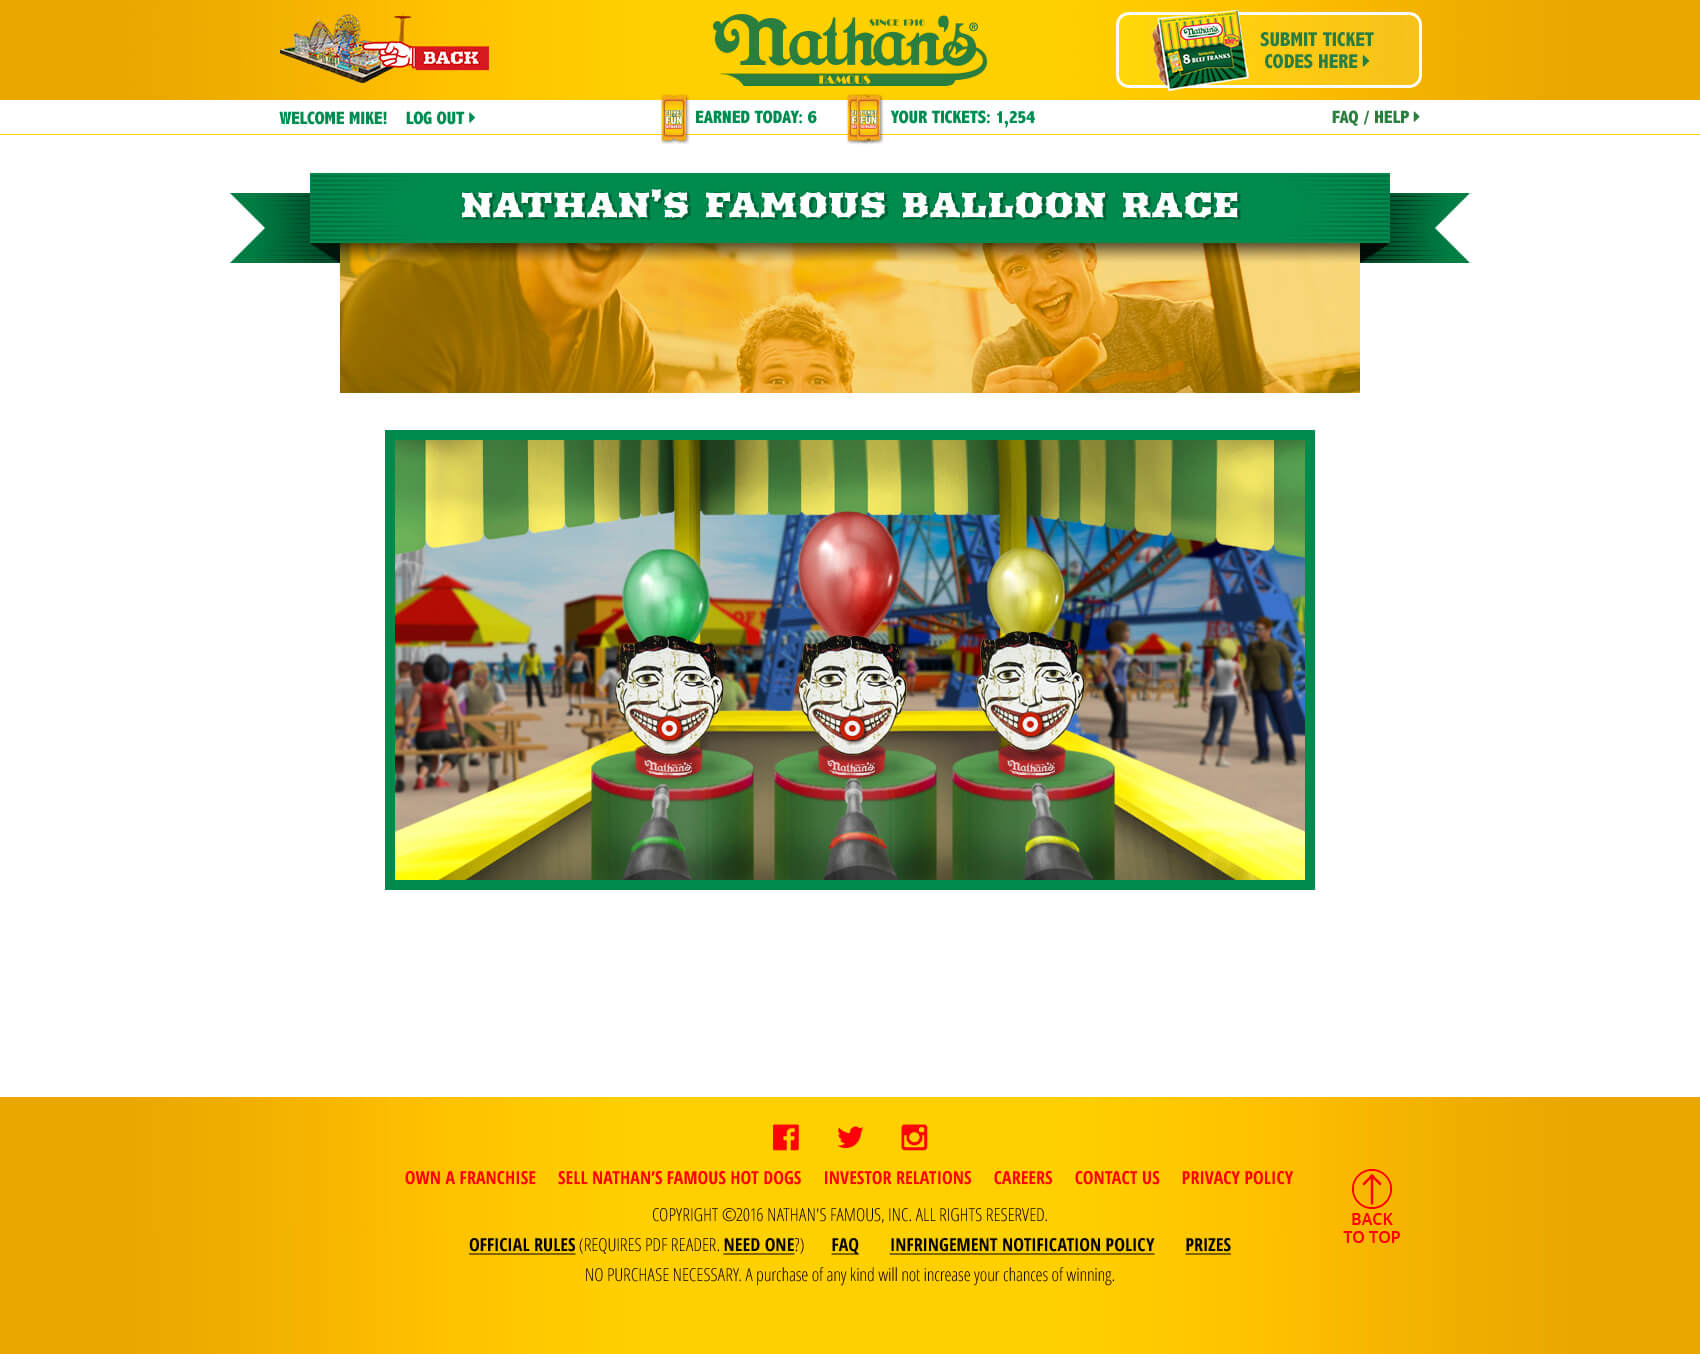 BACK
SINCE 1916
Nathan's®
FAMOUS
Nathan's
8 BEEF FRANKS
SUBMIT TICKET
CODES HERE
WELCOME MIKE! LOG OUT
FUN
EARNED TODAY: 6
FUN
YOUR TICKETS: 1,254
FAQ / HELP
NATHAN'S FAMOUS BALLOON RACE
Nathan's
Nathan's
Nathan's
OWN A FRANCHISE SELL NATHAN'S FAMOUS HOT DOGS INVESTOR RELATIONS CAREERS CONTACT US PRIVACY POLICY
COPYRIGHT ©2016 NATHAN'S FAMOUS, INC. ALL RIGHTS RESERVED.
OFFICIAL RULES (REQUIRES PDF READER. NEED ONE?) FAQ INFRINGEMENT NOTIFICATION POLICY PRIZES
NO PURCHASE NECESSARY. A purchase of any kind will not increase your chances of winning.
BACK
TO TOP